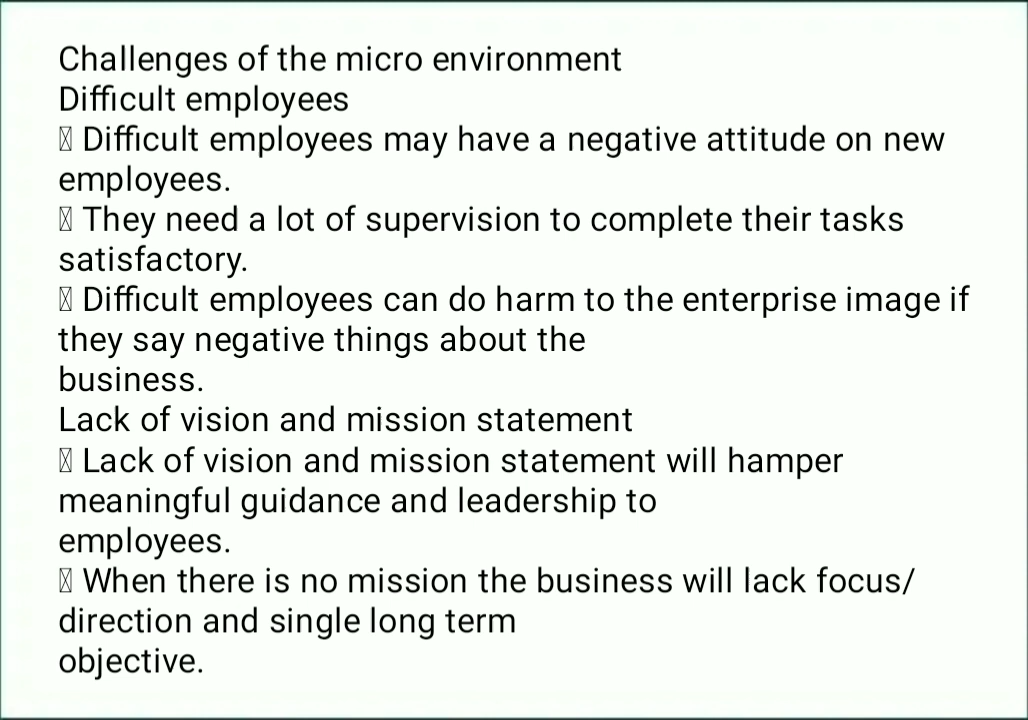 Challenges of the micro environment
Difficult employees
 Difficult employees may have a negative attitude on new
employees.
 They need a lot of supervision to complete their tasks
satisfactory.
 Difficult employees can do harm to the enterprise image if
they say negative things about the
business.
Lack of vision and mission statement
 Lack of vision and mission statement will hamper
meaningful guidance and leadership to
employees.
 When there is no mission the business will lack focus/
direction and single long term
objective.